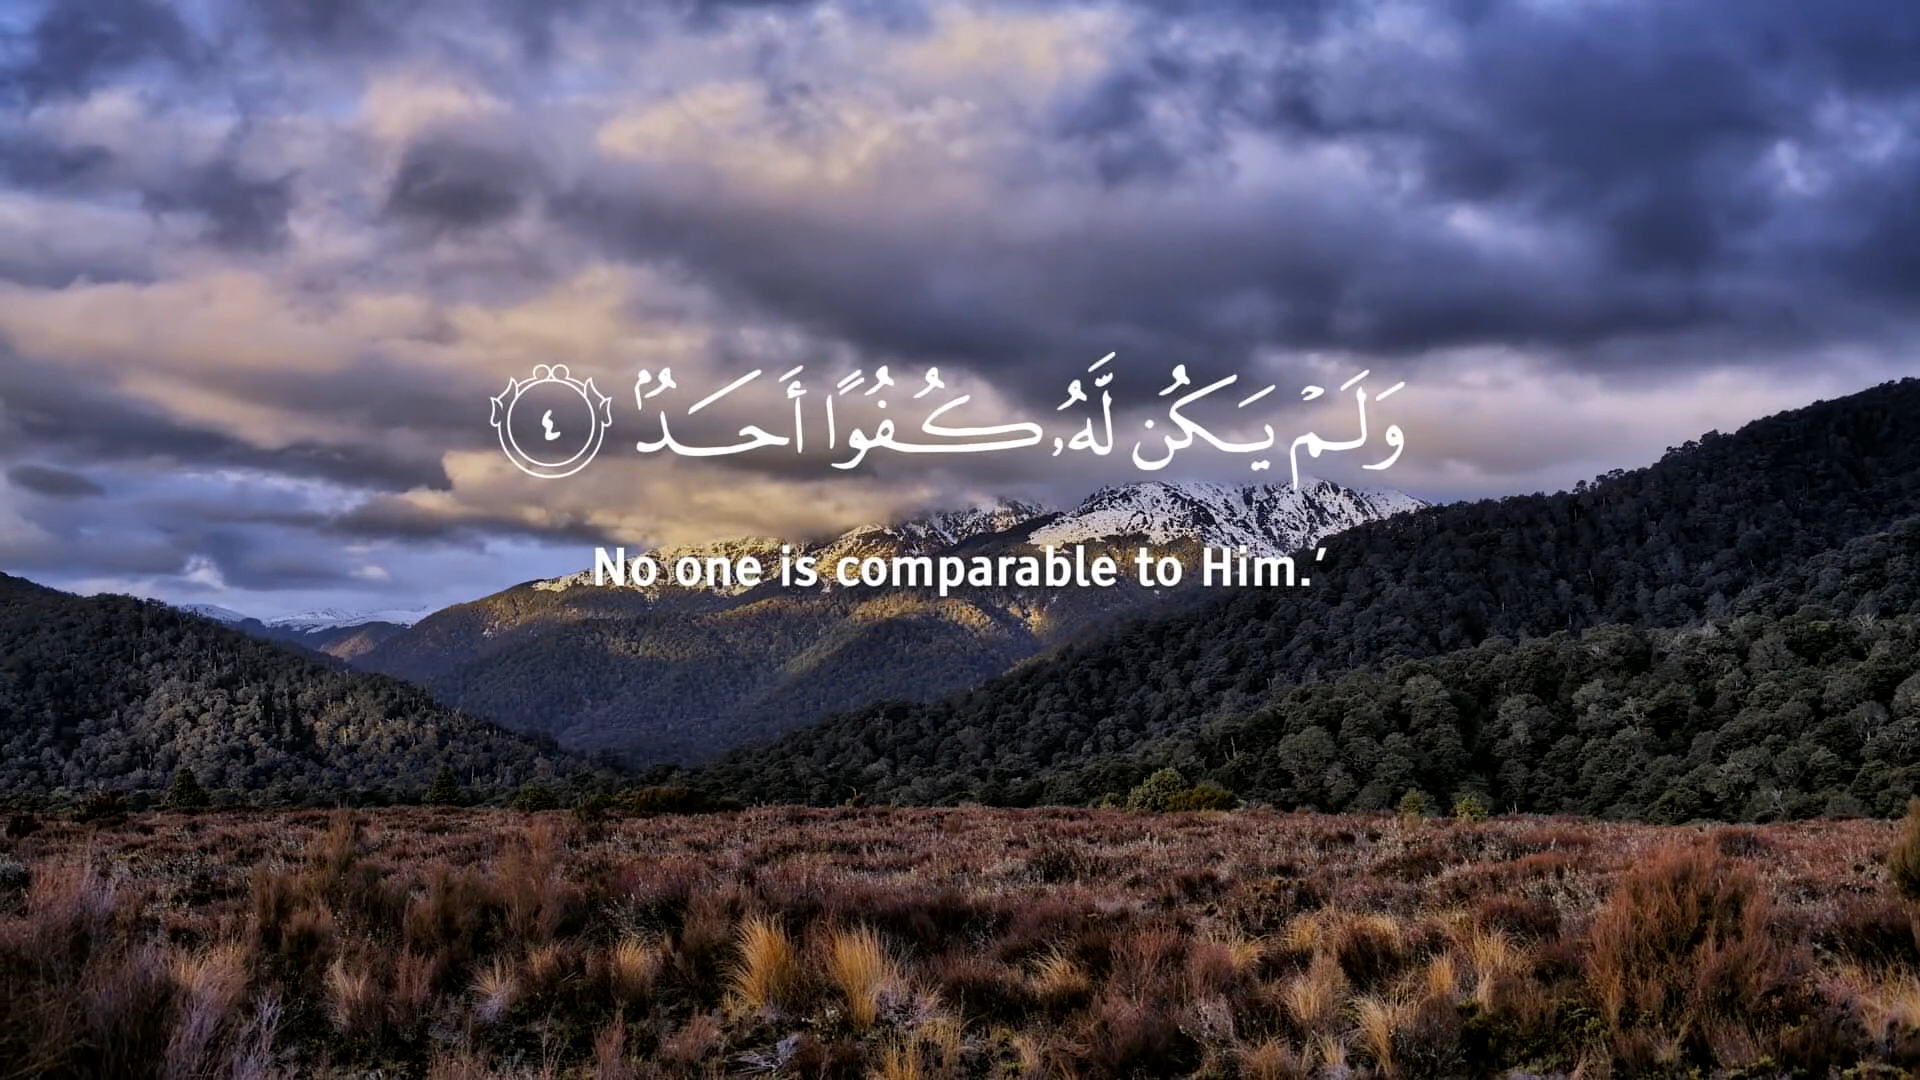 وَلَمْ يَكُن لَّهُۥ كُفُوًا أَحَدٌۢ ٤
No one is comparable to Him.’